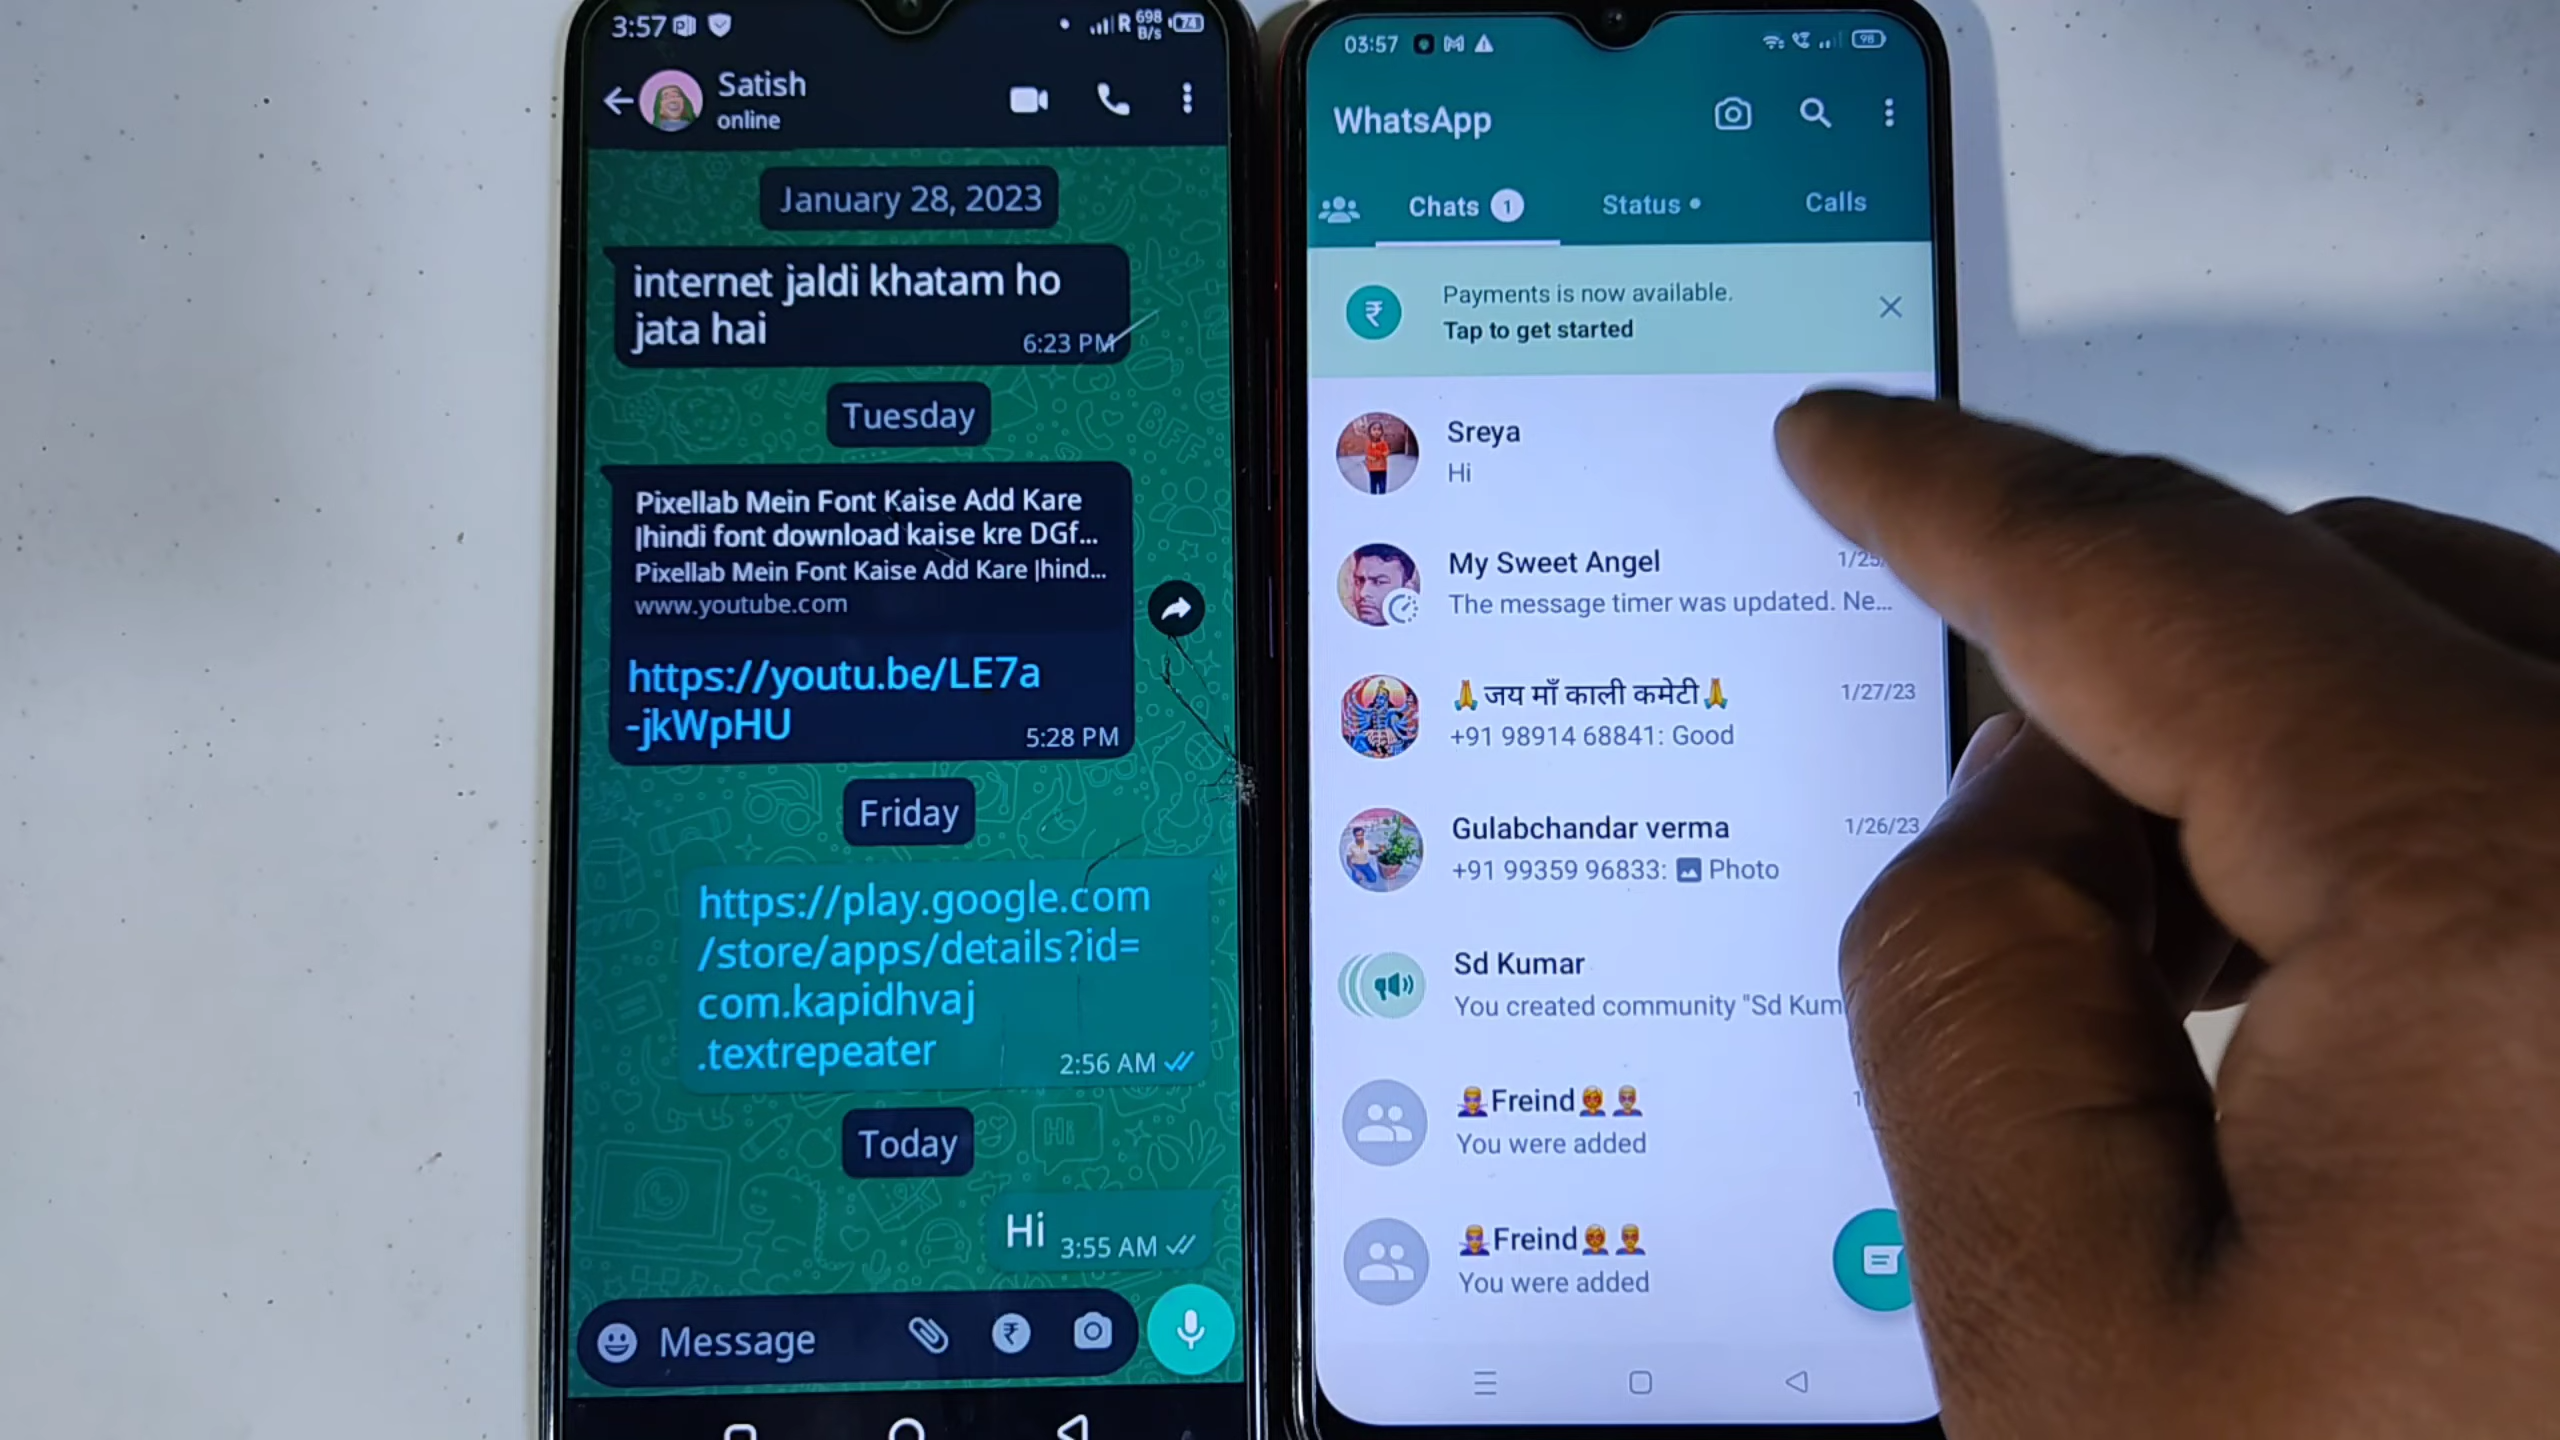 3:57
R 698 B/s 74
Satish
online
January 28, 2023
internet jaldi khatam ho
jata hai
6:23 PM
Tuesday
Pixellab Mein Font Kaise Add Kare
|hindi font download kaise kre DGf...
Pixellab Mein Font Kaise Add Kare |hind...
www.youtube.com
https://youtu.be/LE7a
-jkWpHU
5:28 PM
Friday
https://play.google.com
/store/apps/details?id=
com.kapidhvaj
.textrepeater
2:56 AM
Today
Hi 3:55 AM
Message
03:57
98
WhatsApp
Chats 1
Status
Calls
Payments is now available.
Tap to get started
Sreya
Hi
My Sweet Angel
1/25/
The message timer was updated. Ne...
🙏जय माँ काली कमेटी🙏
1/27/23
+91 98914 68841: Good
Gulabchandar verma
1/26/23
+91 99359 96833: Photo
Sd Kumar
You created community "Sd Kum
Freind
You were added
Freind
You were added